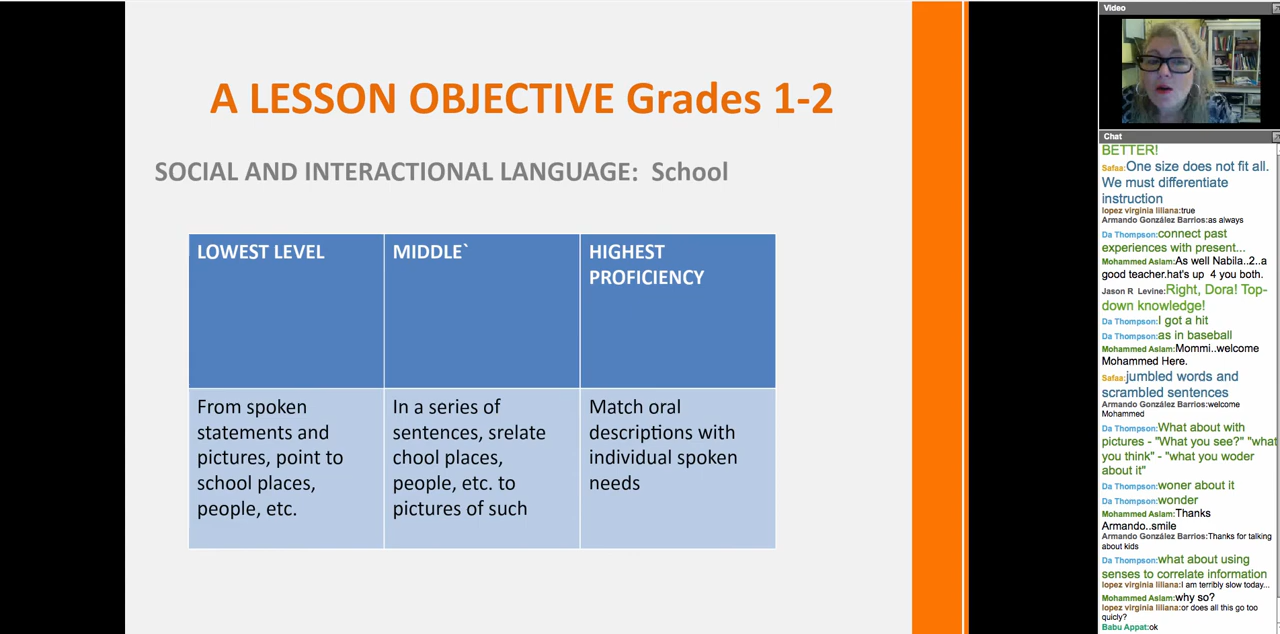 A LESSON OBJECTIVE Grades 1-2
SOCIAL AND INTERACTIONAL LANGUAGE: School
LOWEST LEVEL
MIDDLE`
HIGHEST
PROFICIENCY
From spoken
statements and
pictures, point to
school places,
people, etc.
In a series of
sentences, srelate
chool places,
people, etc. to
pictures of such
Match oral
descriptions with
individual spoken
needs
Video
Chat
BETTER!
Safaa:One size does not fit all.
We must differentiate
instruction
lopez virginia liliana:true
Armando González Barrios:as always
Da Thompson:connect past
experiences with present...
Mohammed Aslam:As well Nabila..2..a
good teacher.hat's up 4 you both.
Jason R Levine:Right, Dora! Top-
down knowledge!
Da Thompson:I got a hit
Da Thompson:as in baseball
Mohammed Aslam:Mommi..welcome
Mohammed Here.
Safaa:jumbled words and
scrambled sentences
Armando González Barrios:welcome
Mohammed
Da Thompson:What about with
pictures - "What you see?" "what
you think" - "what you woder
about it"
Da Thompson:woner about it
Da Thompson:wonder
Mohammed Aslam:Thanks
Armando..smile
Armando González Barrios:Thanks for talking
about kids
Da Thompson:what about using
senses to correlate information
lopez virginia liliana:I am terribly slow today...
Mohammed Aslam:why so?
lopez virginia liliana:or does all this go too
quicly?
Babu Appat:ok